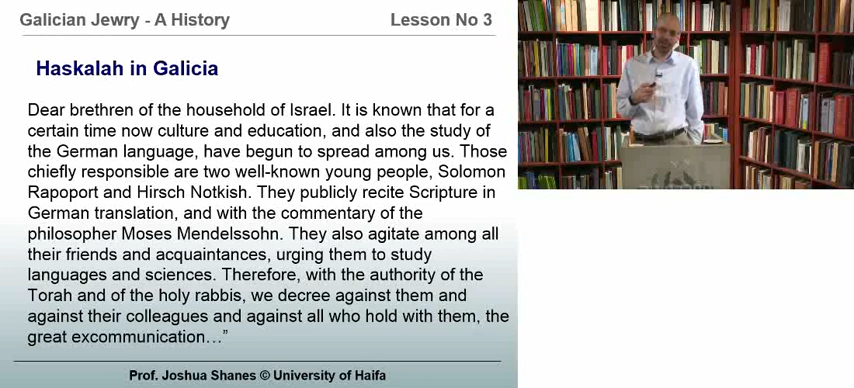 Galician Jewry - A History
Lesson No 3
Haskalah in Galicia
Dear brethren of the household of Israel. It is known that for a
certain time now culture and education, and also the study of
the German language, have begun to spread among us. Those
chiefly responsible are two well-known young people, Solomon
Rapoport and Hirsch Notkish. They publicly recite Scripture in
German translation, and with the commentary of the
philosopher Moses Mendelssohn. They also agitate among all
their friends and acquaintances, urging them to study
languages and sciences. Therefore, with the authority of the
Torah and of the holy rabbis, we decree against them and
against their colleagues and against all who hold with them, the
great excommunication…”
Prof. Joshua Shanes © University of Haifa